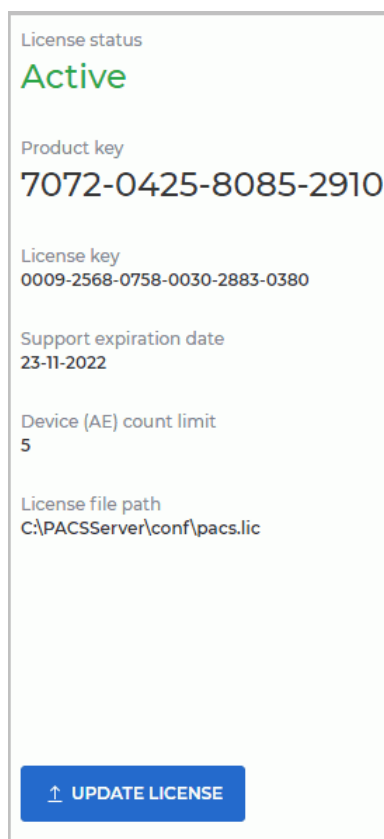 License status
Active
Product key
7072-0425-8085-2910
License key
0009-2568-0758-0030-2883-0380
Support expiration date
23-11-2022
Device (AE) count limit
5
License file path
C:\PACSServer\conf\pacs.lic
UPDATE LICENSE